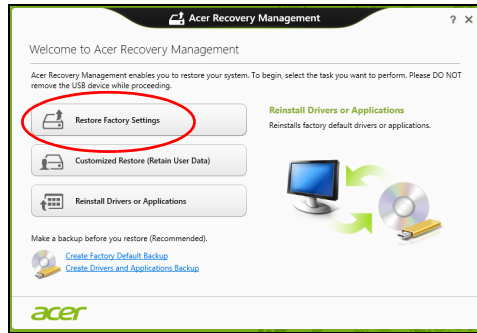 Acer Recovery Management
? X
Welcome to Acer Recovery Management
Acer Recovery Management enables you to restore your system. To begin, select the task you want to perform. Please DO NOT
remove the USB device while proceeding.
Restore Factory Settings
Customized Restore (Retain User Data)
Reinstall Drivers or Applications
Reinstall Drivers or Applications
Reinstalls factory default drivers or applications.
Make a backup before you restore (Recommended).
Create Factory Default Backup
Create Drivers and Applications Backup
acer